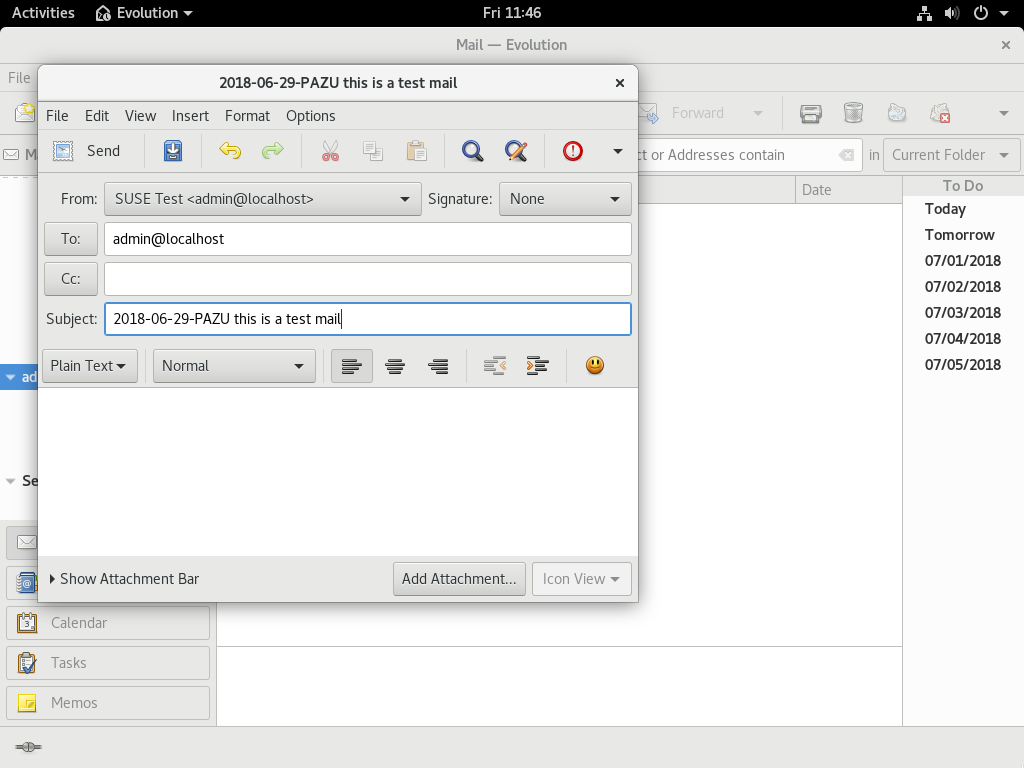 Activities Evolution Fri 11:46
Mail — Evolution
File
2018-06-29-PAZU this is a test mail
File Edit View Insert Format Options
Forward
Send
or Addresses contain in Current Folder
From: SUSE Test <admin@localhost> Signature: None
Date
To Do
To: admin@localhost
Cc:
Subject: 2018-06-29-PAZU this is a test mail
Plain Text Normal
Today
Tomorrow
07/01/2018
07/02/2018
07/03/2018
07/04/2018
07/05/2018
ad
Se
Show Attachment Bar Add Attachment... Icon View
Calendar
Tasks
Memos